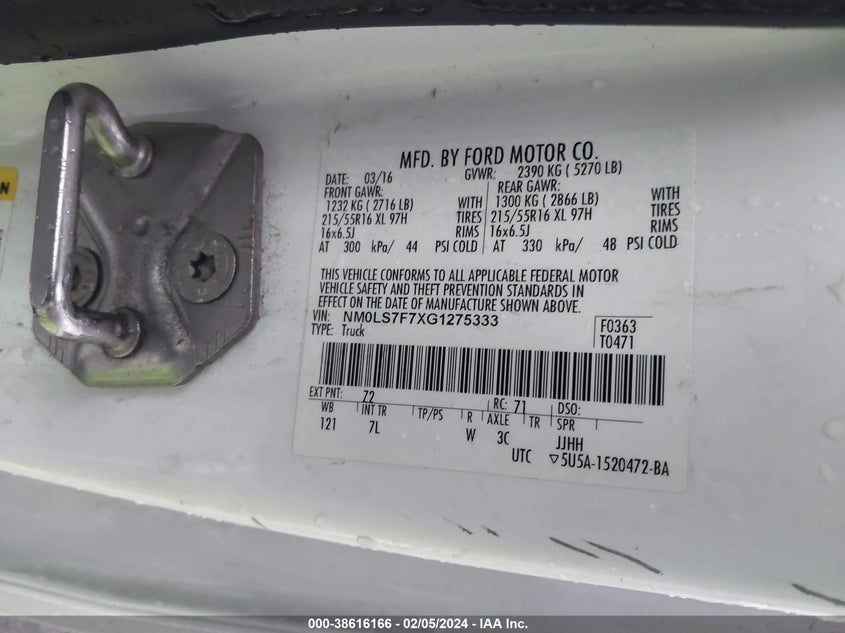 MFD. BY FORD MOTOR CO.
DATE: 03/16 GVWR: 2390 KG ( 5270 LB)
FRONT GAWR: REAR GAWR:
1232 KG ( 2716 LB) WITH 1300 KG ( 2866 LB) WITH
215/55R16 XL 97H TIRES 215/55R16 XL 97H TIRES
16x6.5J RIMS 16x6.5J RIMS
AT 300 kPa/ 44 PSI COLD AT 330 kPa/ 48 PSI COLD
THIS VEHICLE CONFORMS TO ALL APPLICABLE FEDERAL MOTOR
VEHICLE SAFETY AND THEFT PREVENTION STANDARDS IN
EFFECT ON THE DATE OF MANUFACTURE SHOWN ABOVE.
VIN: NM0LS7F7XG1275333 F0363
TYPE: Truck T0471
EXT PNT: Z2 RC: 71 DSO:
WB INT TR TP/PS R AXLE TR SPR
121 7L W 3C JJHH
UTC ▽5U5A-1520472-BA
000-38616166 - 02/05/2024 - IAA Inc.